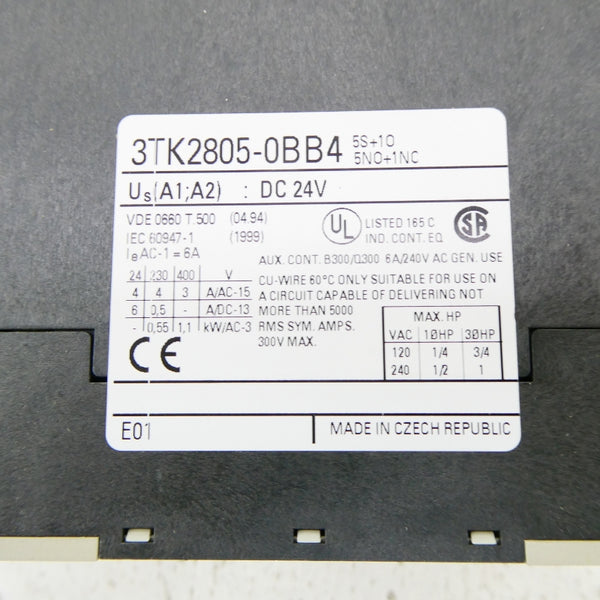 3TK2805-0BB4 5S+1O
5NO+1NC
Us(A1;A2) : DC 24V
VDE 0660 T.500 (04.94)
IEC 60947-1 (1999)
Ie AC-1 = 6A
UL
LISTED 165 C
IND. CONT. EQ
SA
AUX. CONT. B300/Q300 6A/240V AC GEN. USE
CU-WIRE 60°C ONLY SUITABLE FOR USE ON
A CIRCUIT CAPABLE OF DELIVERING NOT
MORE THAN 5000
RMS SYM. AMPS.
300V MAX.
24 230 400 V
4 4 3 A/AC-15
6 0,5 - A/DC-13
- 0,55 1,1 kW/AC-3
MAX. HP
VAC 1ØHP 3ØHP
120 1/4 3/4
240 1/2 1
CE
E01 MADE IN CZECH REPUBLIC